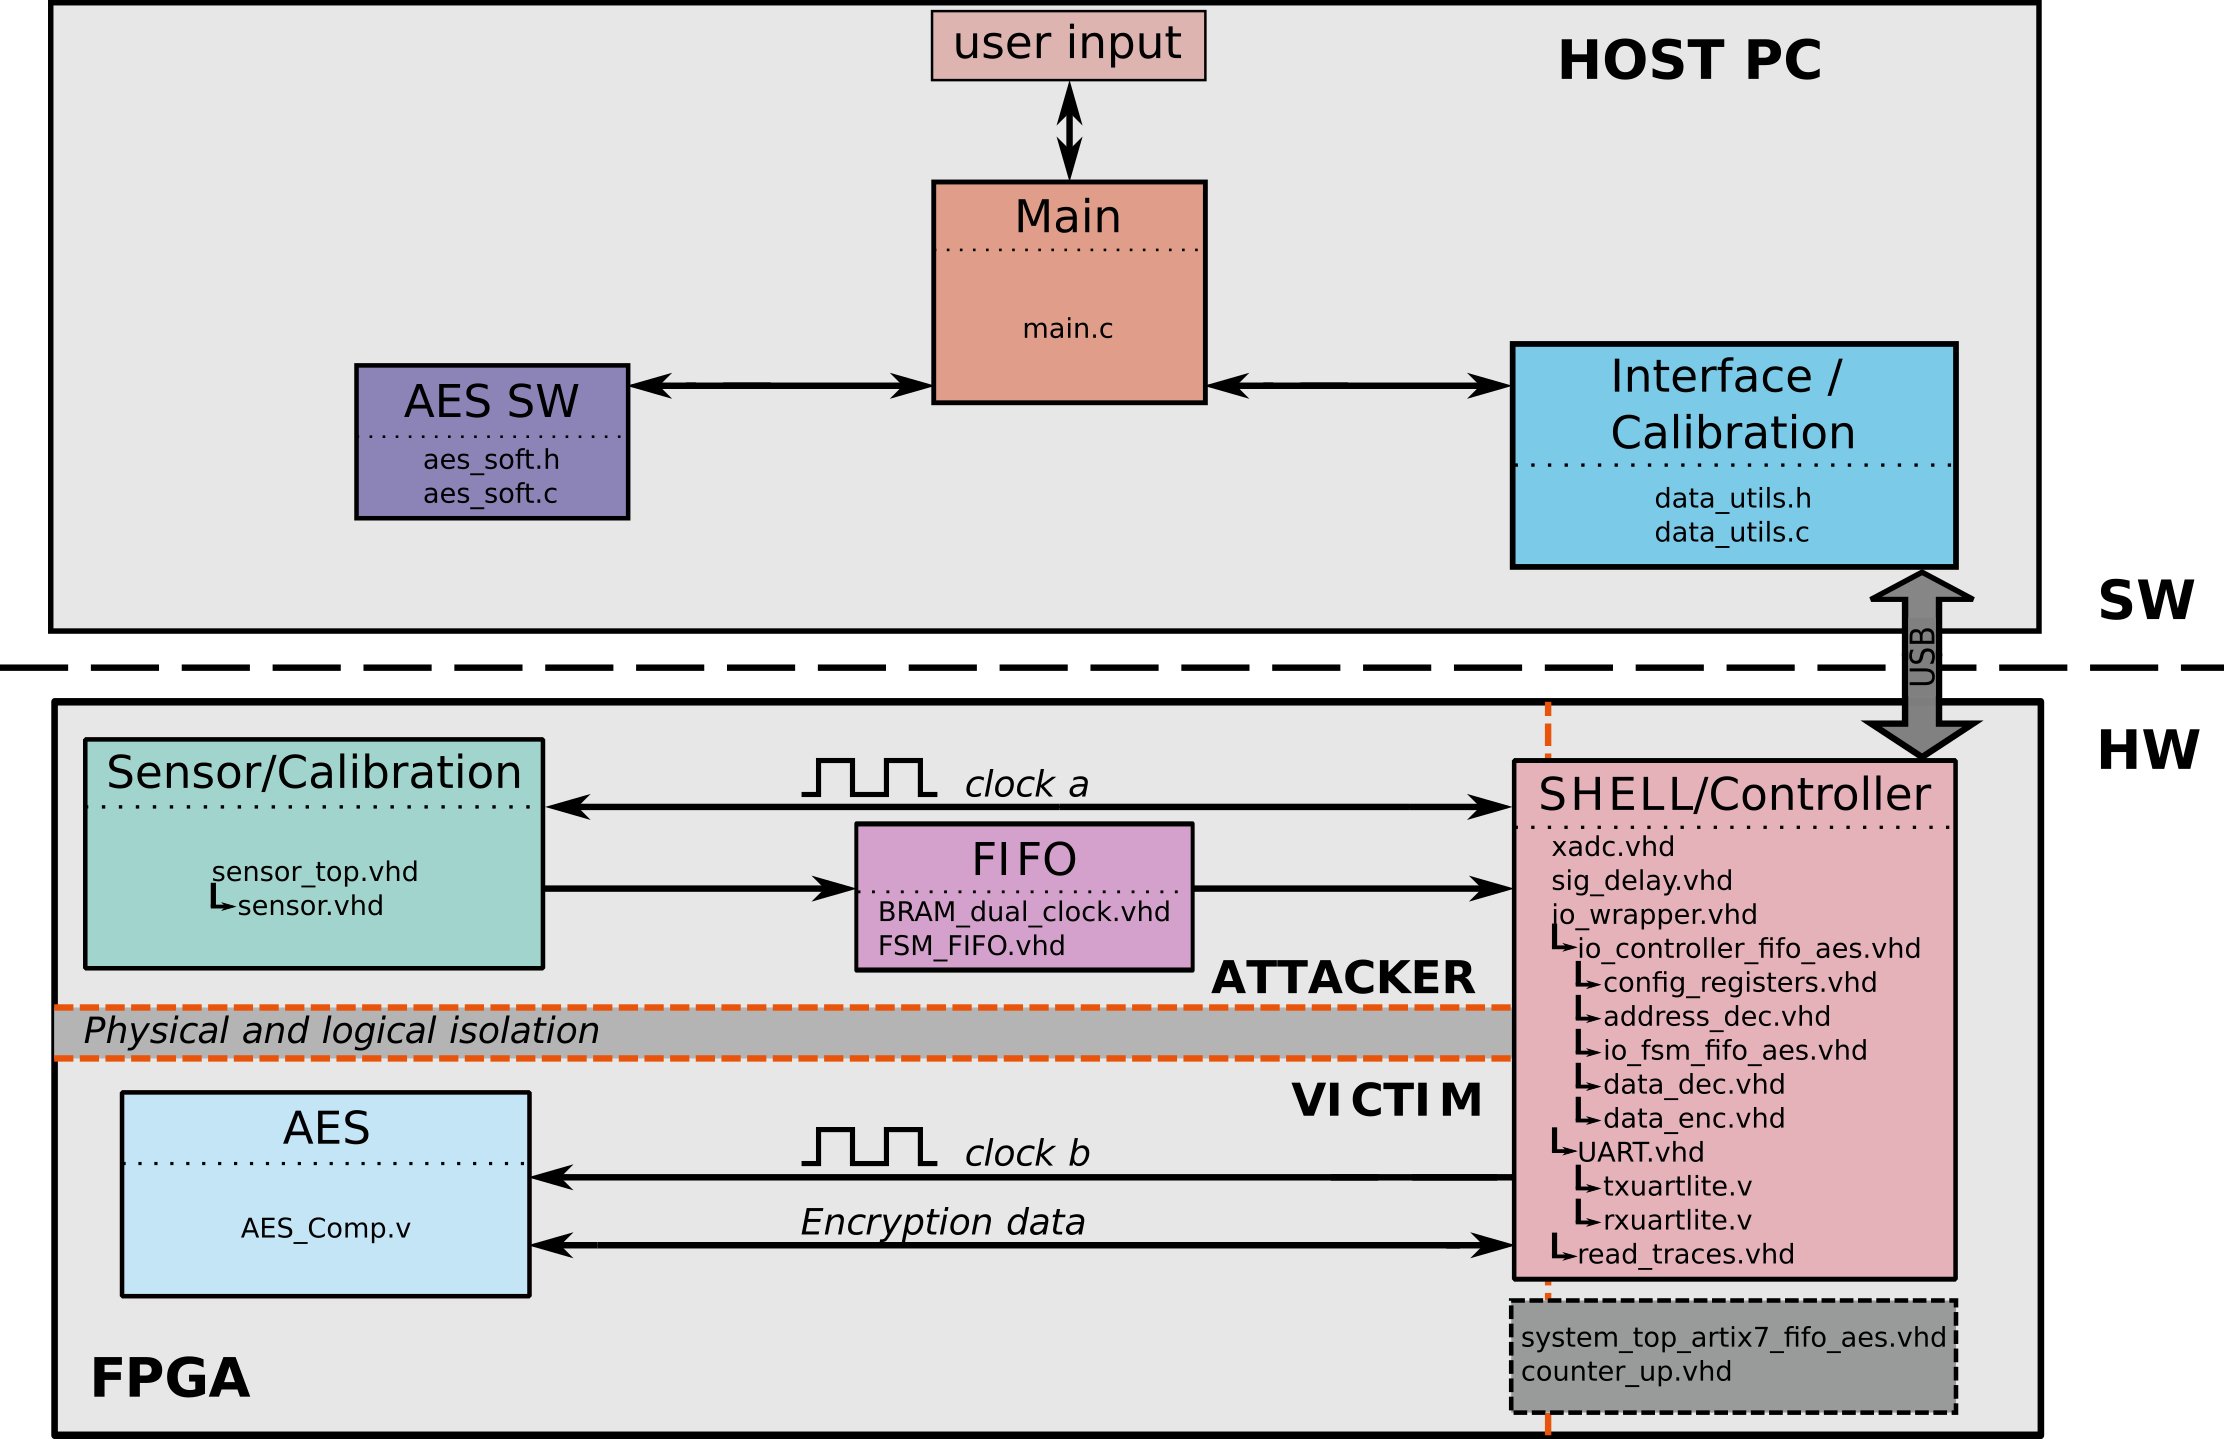 user input
HOST PC
Main
main.c
AES SW
aes_soft.h
aes_soft.c
Interface /
Calibration
data_utils.h
data_utils.c
SW
USB
HW
Sensor/Calibration
sensor_top.vhd
sensor.vhd
clock a
FIFO
BRAM_dual_clock.vhd
FSM_FIFO.vhd
ATTACKER
Physical and logical isolation
VICTIM
AES
AES_Comp.v
clock b
Encryption data
SHELL/Controller
xadc.vhd
sig_delay.vhd
io_wrapper.vhd
io_controller_fifo_aes.vhd
config_registers.vhd
address_dec.vhd
io_fsm_fifo_aes.vhd
data_dec.vhd
data_enc.vhd
UART.vhd
txuartlite.v
rxuartlite.v
read_traces.vhd
system_top_artix7_fifo_aes.vhd
counter_up.vhd
FPGA